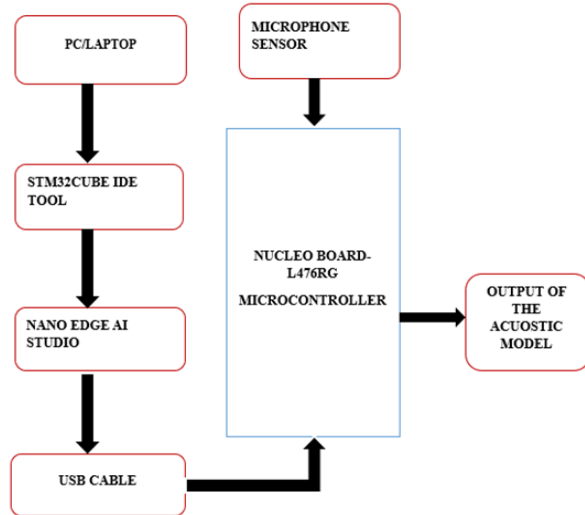 PC/LAPTOP
MICROPHONE
SENSOR
STM32CUBE IDE
TOOL
NUCLEO BOARD-
L476RG
MICROCONTROLLER
OUTPUT OF
THE
ACUOSTIC
MODEL
NANO EDGE AI
STUDIO
USB CABLE